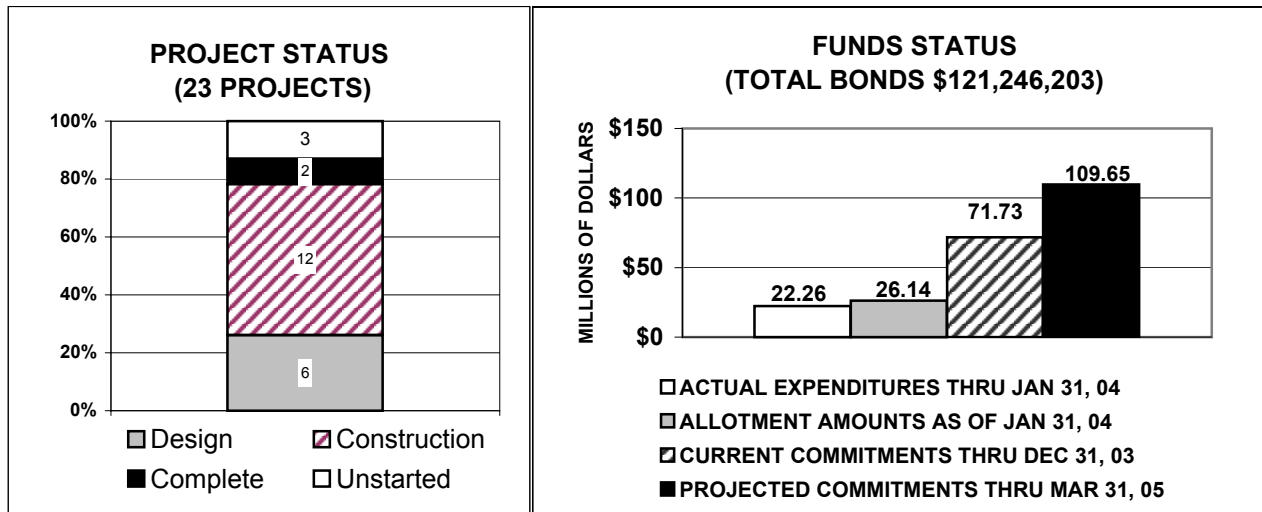 PROJECT STATUS
(23 PROJECTS)
100%
80%
60%
40%
20%
0%
3
2
12
6
Design
Construction
Complete
Unstarted
FUNDS STATUS
(TOTAL BONDS $121,246,203)
MILLIONS OF DOLLARS
$150
$100
$50
$0
22.26
26.14
71.73
109.65
ACTUAL EXPENDITURES THRU JAN 31, 04
ALLOTMENT AMOUNTS AS OF JAN 31, 04
CURRENT COMMITMENTS THRU DEC 31, 03
PROJECTED COMMITMENTS THRU MAR 31, 05